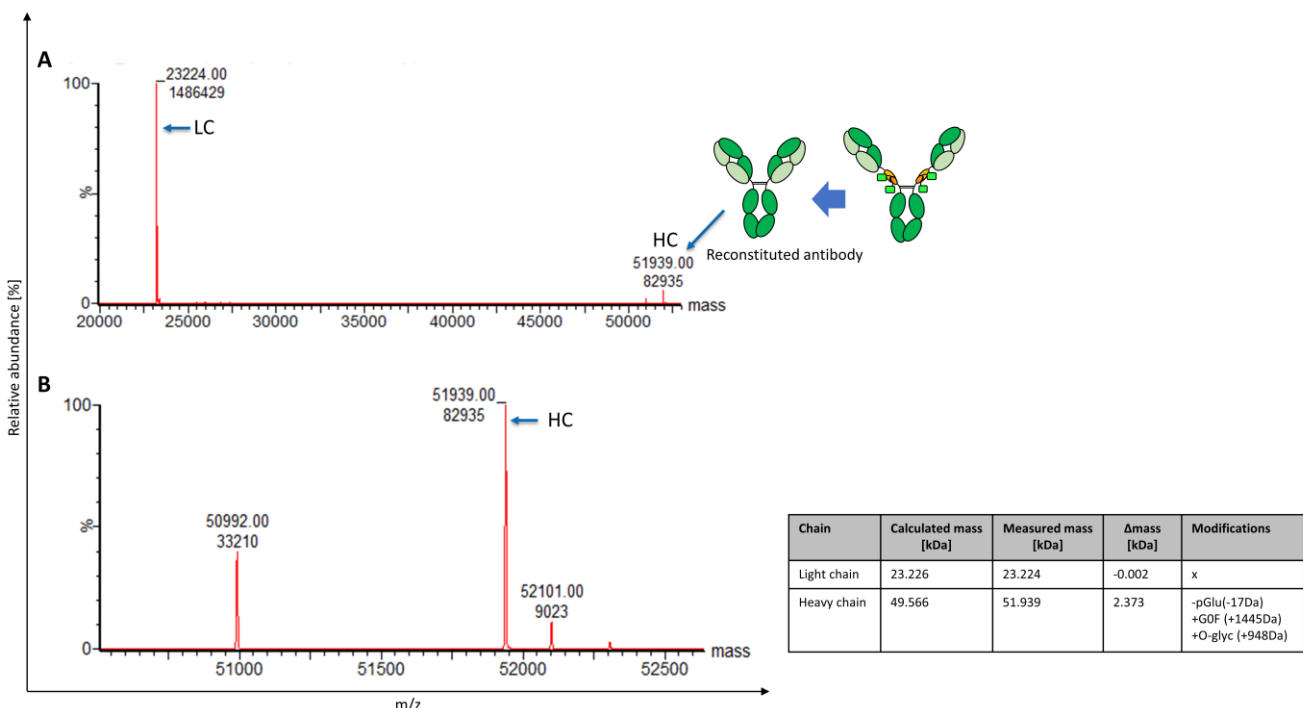 A
23224.00
1486429
100
LC
%
0
20000 25000 30000 35000 40000 45000 50000
mass
HC
51939.00
82935
Reconstituted antibody
Relative abundance [%]
B
51939.00
82935
100
HC
50992.00
33210
%
52101.00
9023
0
51000 51500 52000 52500
mass
m/z
Chain Calculated mass [kDa] Measured mass [kDa] Δmass [kDa] Modifications
Light chain 23.226 23.224 -0.002 x
Heavy chain 49.566 51.939 2.373 -pGlu(-17Da)
+G0F (+1445Da)
+O-glyc (+948Da)